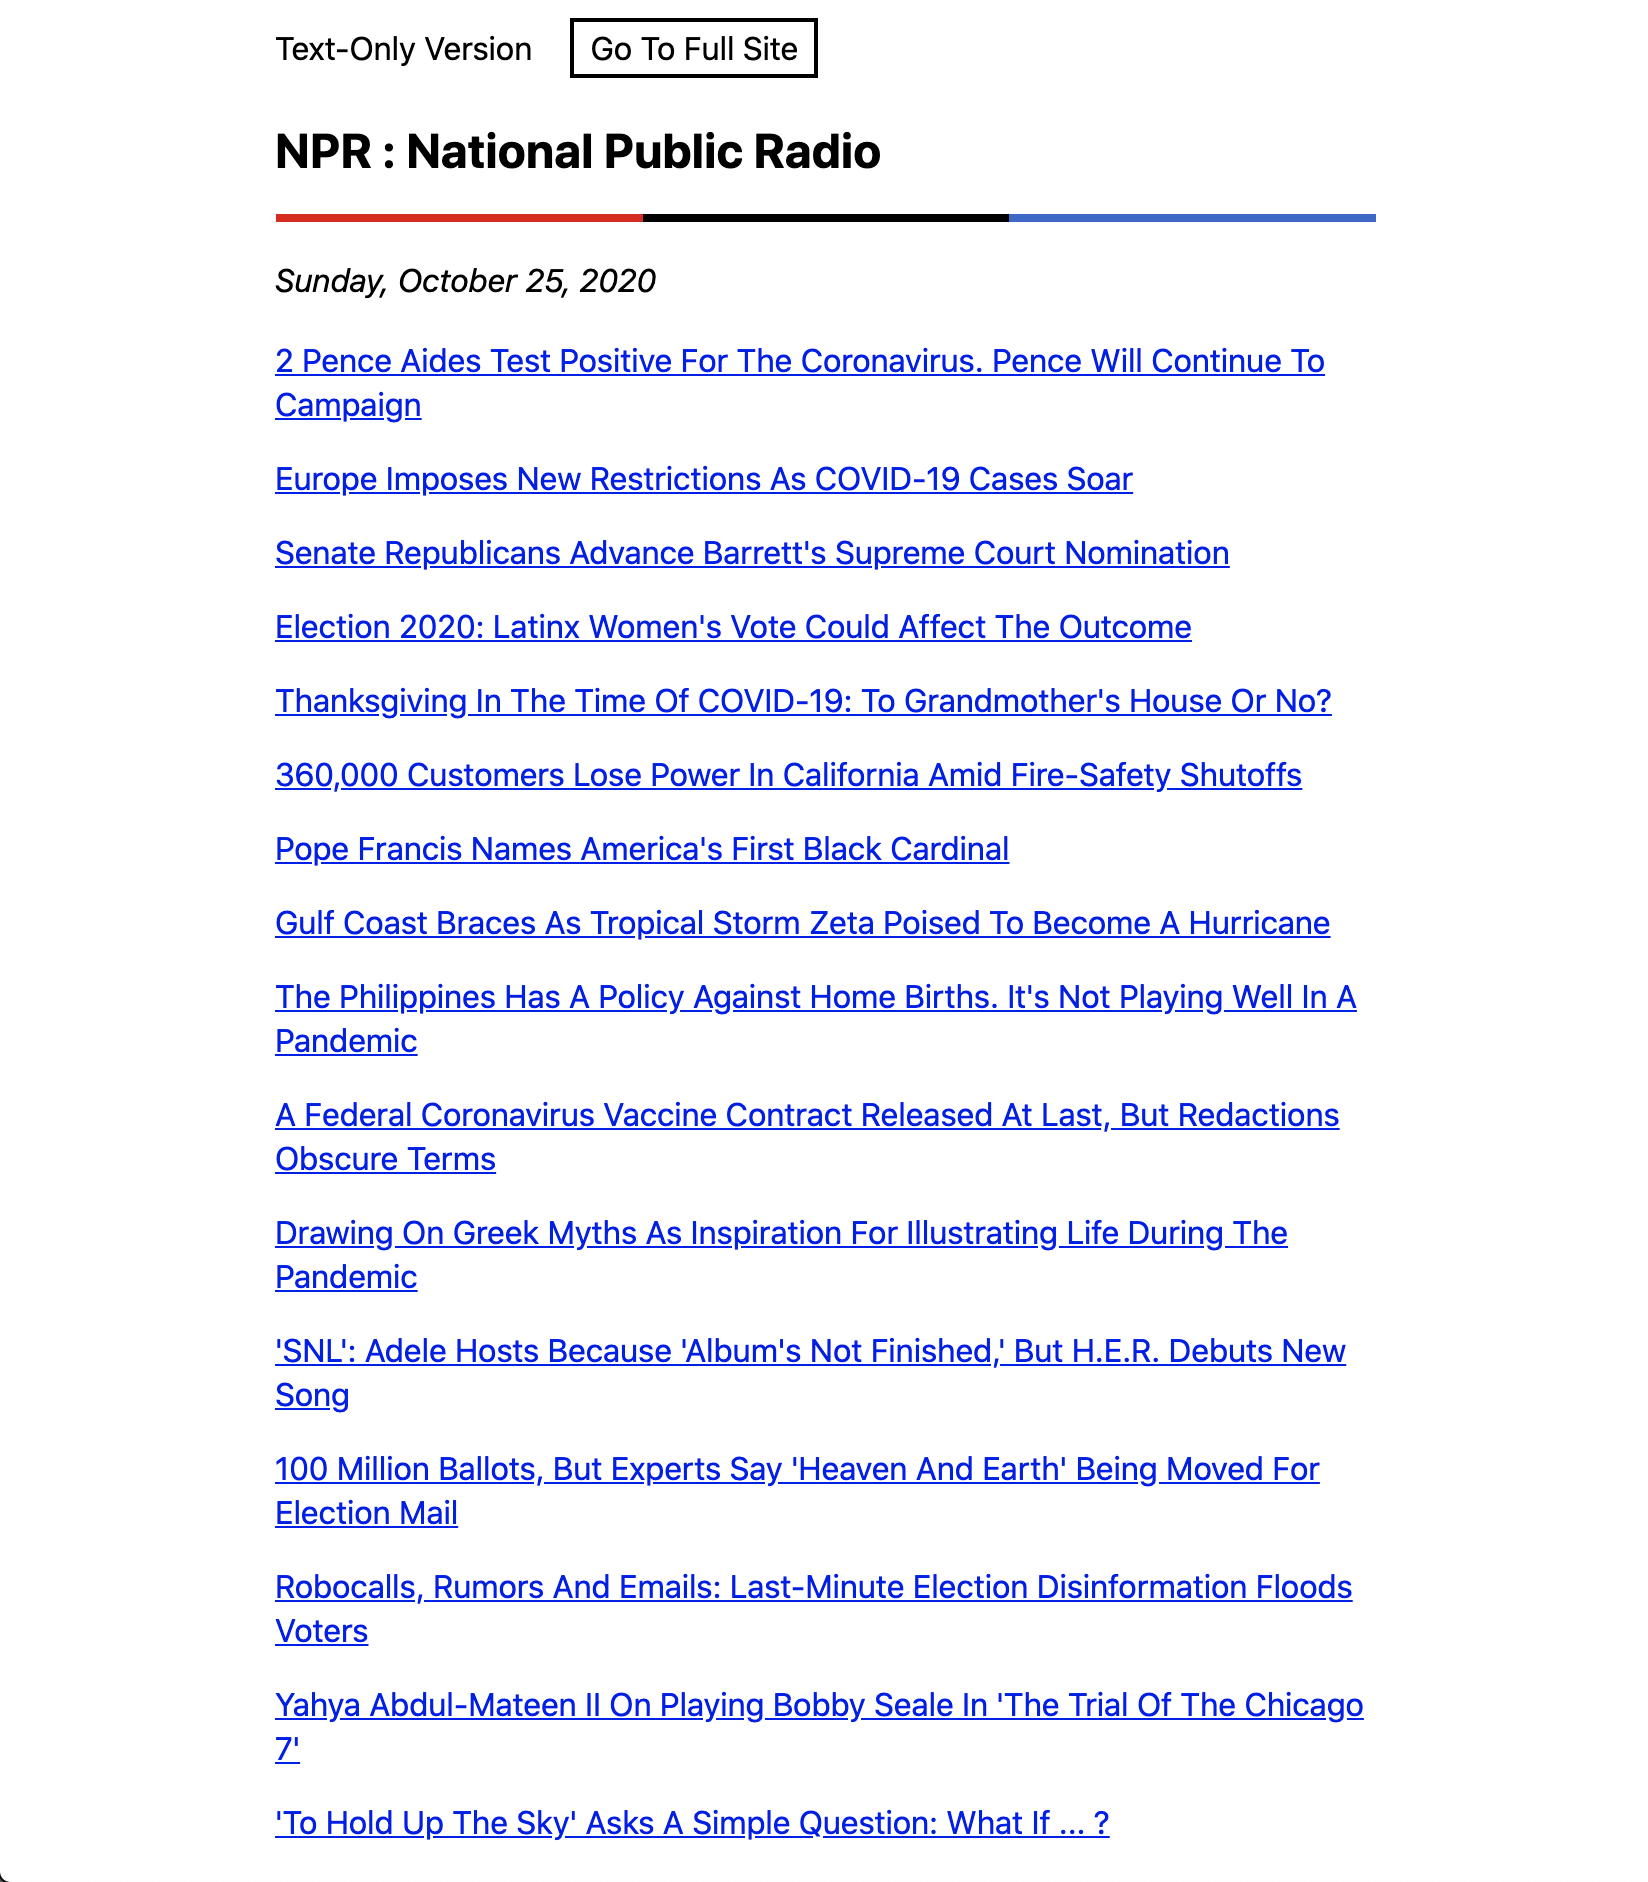 Text-Only Version Go To Full Site
NPR : National Public Radio
Sunday, October 25, 2020
2 Pence Aides Test Positive For The Coronavirus. Pence Will Continue To
Campaign
Europe Imposes New Restrictions As COVID-19 Cases Soar
Senate Republicans Advance Barrett's Supreme Court Nomination
Election 2020: Latinx Women's Vote Could Affect The Outcome
Thanksgiving In The Time Of COVID-19: To Grandmother's House Or No?
360,000 Customers Lose Power In California Amid Fire-Safety Shutoffs
Pope Francis Names America's First Black Cardinal
Gulf Coast Braces As Tropical Storm Zeta Poised To Become A Hurricane
The Philippines Has A Policy Against Home Births. It's Not Playing Well In A
Pandemic
A Federal Coronavirus Vaccine Contract Released At Last, But Redactions
Obscure Terms
Drawing On Greek Myths As Inspiration For Illustrating Life During The
Pandemic
'SNL': Adele Hosts Because 'Album's Not Finished,' But H.E.R. Debuts New
Song
100 Million Ballots, But Experts Say 'Heaven And Earth' Being Moved For
Election Mail
Robocalls, Rumors And Emails: Last-Minute Election Disinformation Floods
Voters
Yahya Abdul-Mateen II On Playing Bobby Seale In 'The Trial Of The Chicago
7'
'To Hold Up The Sky' Asks A Simple Question: What If ... ?